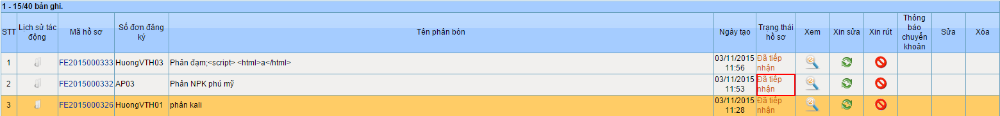 1 - 15/40 bản ghi.
STT Lịch sử tác động Mã hồ sơ Số đơn đăng ký Tên phân bón Ngày tạo Trạng thái hồ sơ Xem Xin sửa Xin rút Thông báo chuyển khoản Sửa Xóa
1 FE2015000333 HuongVTH03 Phân đạm;<script> <html>a</html> 03/11/2015 11:56 Đã tiếp nhận
2 FE2015000332 AP03 Phân NPK phú mỹ 03/11/2015 11:53 Đã tiếp nhận
3 FE2015000326 HuongVTH01 phân kali 03/11/2015 11:28 Đã tiếp nhận